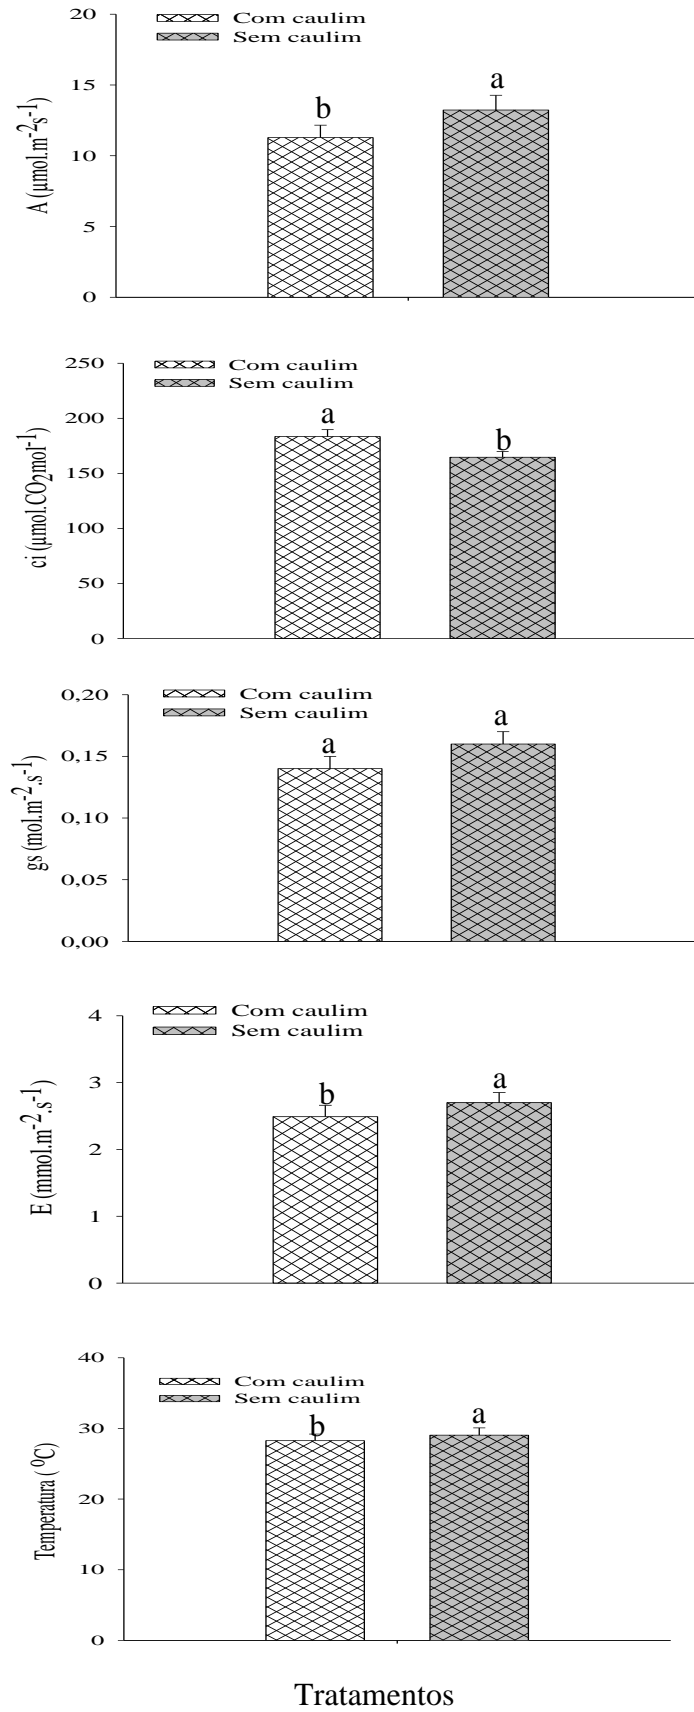 20
15
10
5
0
A (µmol.m-2s-1)
Com caulim
Sem caulim
b
a
250
200
150
100
50
0
ci (µmol.CO2mol-1)
Com caulim
Sem caulim
a
b
0,20
0,15
0,10
0,05
0,00
gs (mol.m-2.s-1)
Com caulim
Sem caulim
a
a
4
3
2
1
0
E (mmol.m-2.s-1)
Com caulim
Sem caulim
b
a
40
30
20
10
0
Temperatura (ºC)
Com caulim
Sem caulim
b
a
Tratamentos